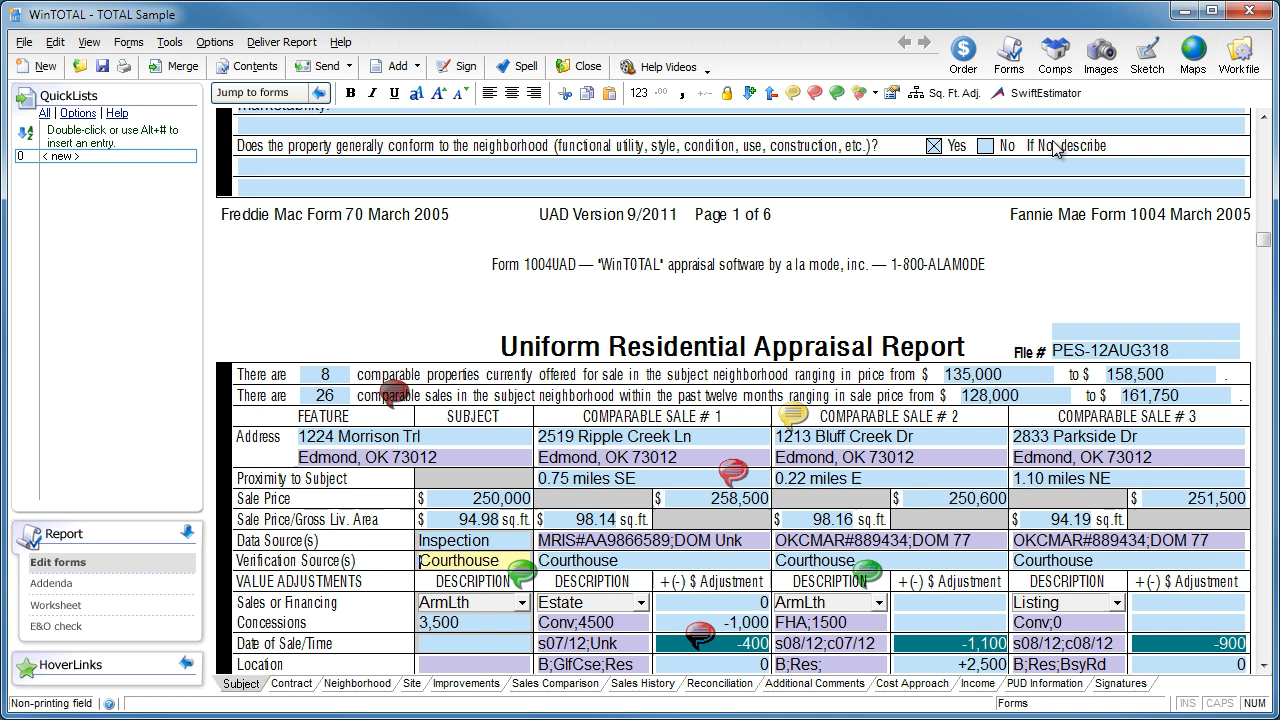 WinTOTAL - TOTAL Sample
File Edit View Forms Tools Options Deliver Report Help
New Merge Contents Send Add Sign Spell Close Help Videos
Order Forms Comps Images Sketch Maps Workfile
QuickLists
All | Options | Help
Double-click or use Alt+# to
insert an entry.
0 < new >
Jump to forms B I U a A A 123 -00 , +/- Sq. Ft. Adj. SwiftEstimator
marketability.
Does the property generally conform to the neighborhood (functional utility, style, condition, use, construction, etc.)? Yes No If No, describe
Freddie Mac Form 70 March 2005 UAD Version 9/2011 Page 1 of 6 Fannie Mae Form 1004 March 2005
Form 1004UAD — "WinTOTAL" appraisal software by a la mode, inc. — 1-800-ALAMODE
Uniform Residential Appraisal Report File # PES-12AUG318
There are 8 comparable properties currently offered for sale in the subject neighborhood ranging in price from $ 135,000 to $ 158,500 .
There are 26 comparable sales in the subject neighborhood within the past twelve months ranging in sale price from $ 128,000 to $ 161,750 .
FEATURE SUBJECT COMPARABLE SALE # 1 COMPARABLE SALE # 2 COMPARABLE SALE # 3
Address 1224 Morrison Trl 2519 Ripple Creek Ln 1213 Bluff Creek Dr 2833 Parkside Dr
Edmond, OK 73012 Edmond, OK 73012 Edmond, OK 73012 Edmond, OK 73012
Proximity to Subject 0.75 miles SE 0.22 miles E 1.10 miles NE
Sale Price $ 250,000 $ 258,500 $ 250,600 $ 251,500
Sale Price/Gross Liv. Area $ 94.98 sq.ft. $ 98.14 sq.ft. $ 98.16 sq.ft. $ 94.19 sq.ft.
Data Source(s) Inspection MRIS#AA9866589;DOM Unk OKCMAR#889434;DOM 77 OKCMAR#889434;DOM 77
Verification Source(s) Courthouse Courthouse Courthouse Courthouse
VALUE ADJUSTMENTS DESCRIPTION DESCRIPTION +(-) $ Adjustment DESCRIPTION +(-) $ Adjustment DESCRIPTION +(-) $ Adjustment
Sales or Financing ArmLth Estate 0 ArmLth Listing
Concessions 3,500 Conv;4500 -1,000 FHA;1500 Conv;0
Date of Sale/Time s07/12;Unk -400 s08/12;c07/12 -1,100 s08/12;c08/12 -900
Location B;GlfCse;Res 0 B;Res; +2,500 B;Res;BsyRd 0
Report
Edit forms
Addenda
Worksheet
E&O check
HoverLinks
Subject Contract Neighborhood Site Improvements Sales Comparison Sales History Reconciliation Additional Comments Cost Approach Income PUD Information Signatures
Non-printing field Forms INS CAPS NUM